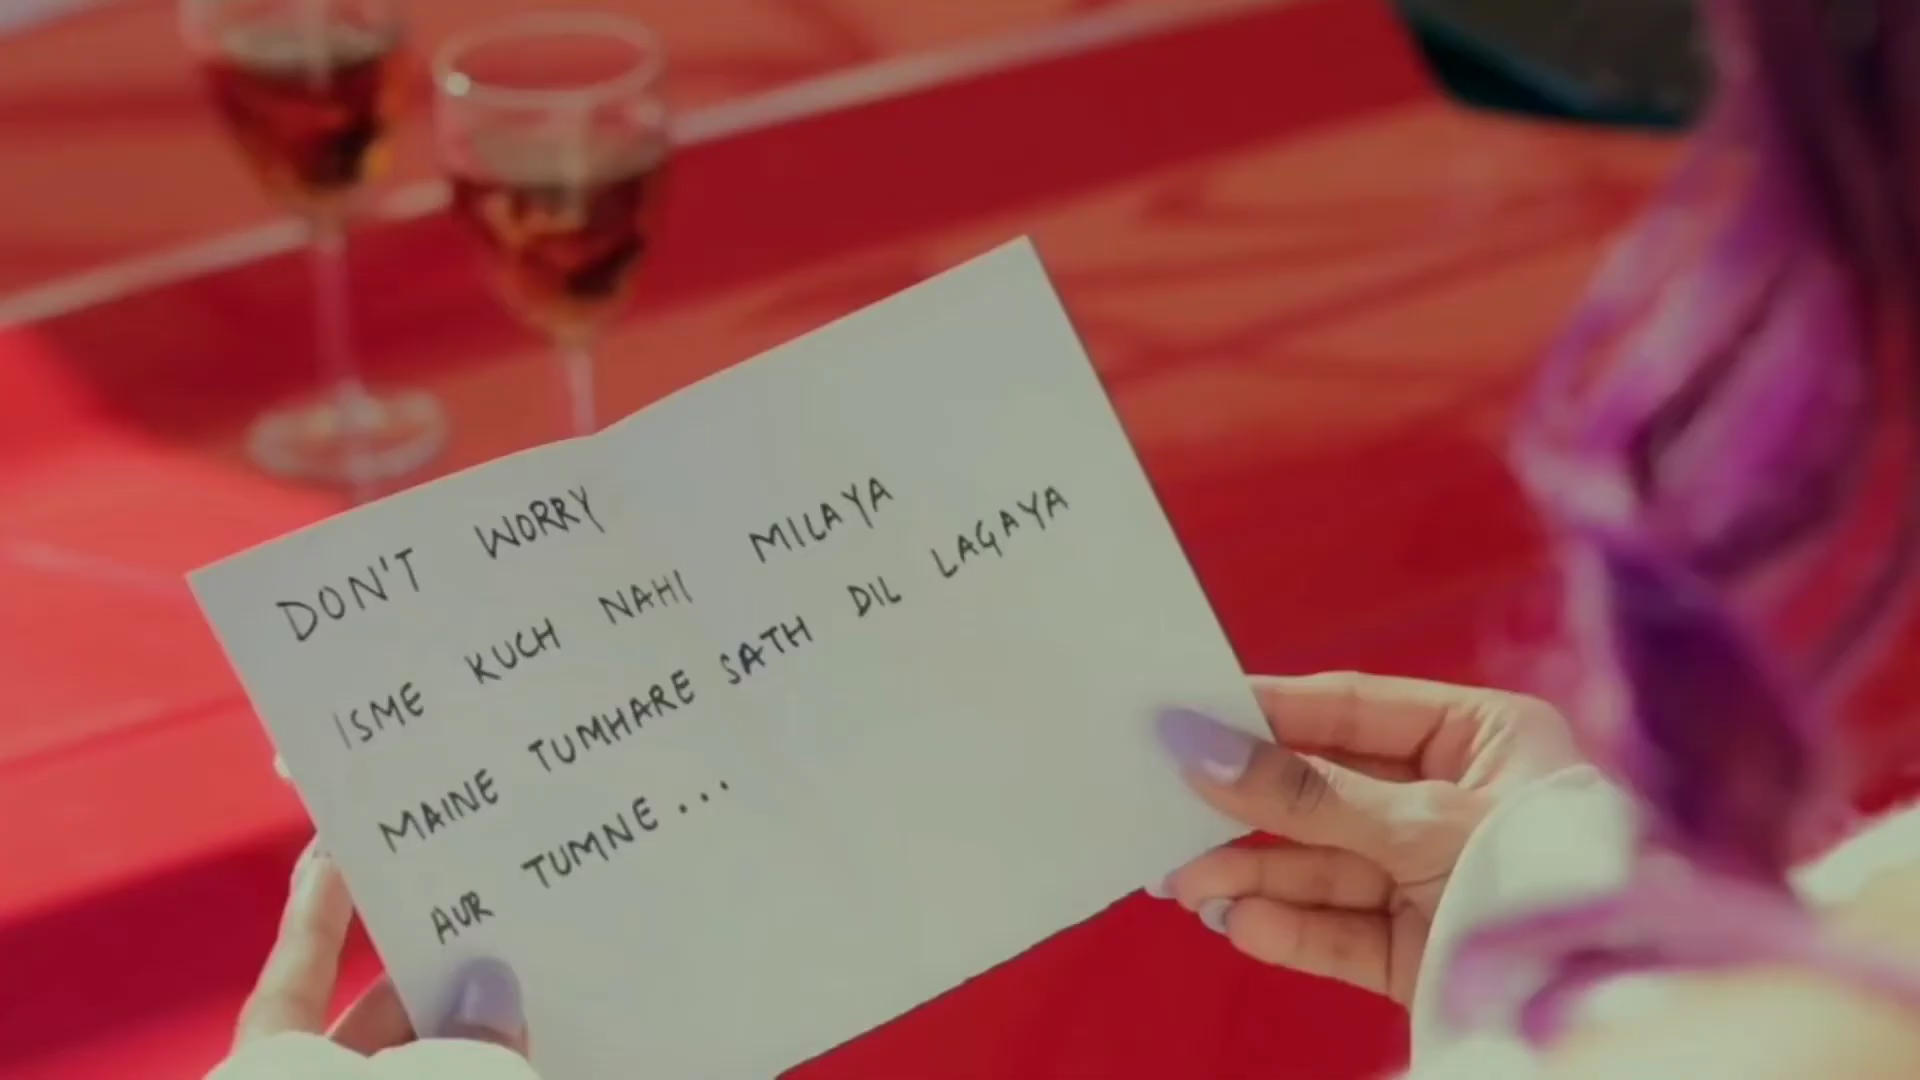 DON'T WORRY
ISME KUCH NAHI MILAYA
MAINE TUMHARE SATH DIL LAGAYA
AUR TUMNE...